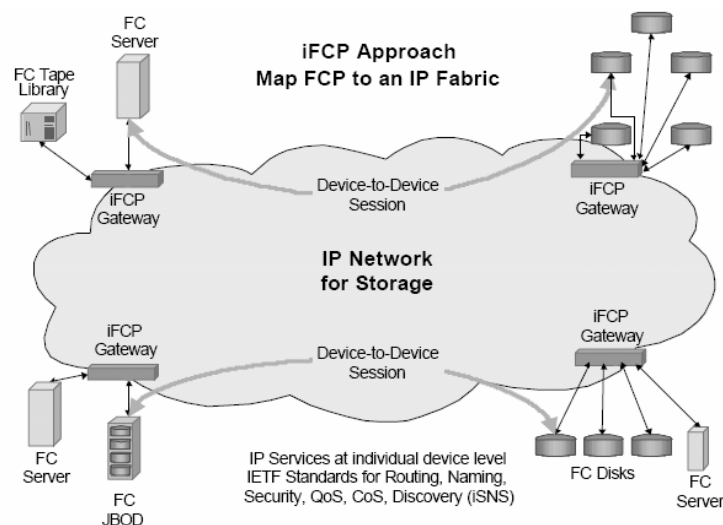 iFCP Approach
Map FCP to an IP Fabric
FC
Server
FC Tape
Library
iFCP
Gateway
Device-to-Device
Session
iFCP
Gateway
IP Network
for Storage
iFCP
Gateway
Device-to-Device
Session
iFCP
Gateway
FC
Server
FC
JBOD
IP Services at individual device level
IETF Standards for Routing, Naming,
Security, QoS, CoS, Discovery (iSNS)
FC Disks
FC
Server